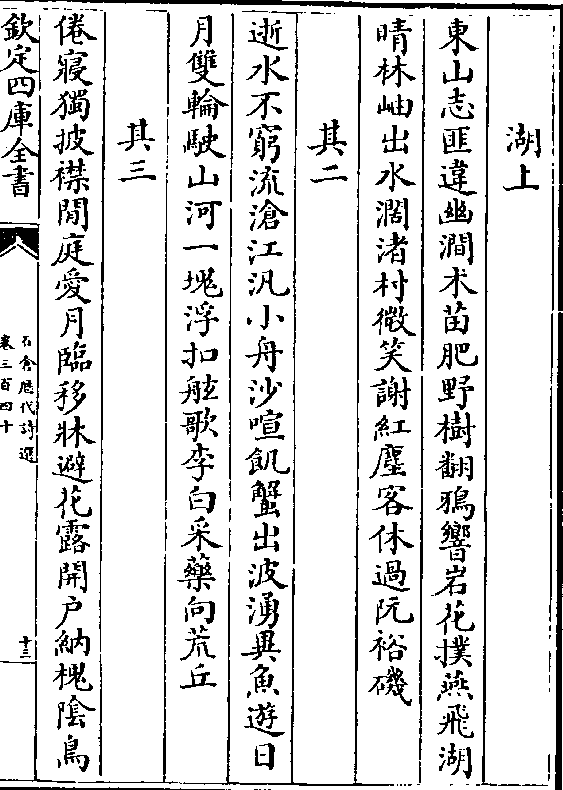 湖上
東山志匪違幽澗朮苗肥野樹翻鴉響岩花撲燕飛湖
晴林岫出水濶渚村微笑謝紅塵客休過阮裕磯
其二
逝水不窮流滄江汎小舟沙喧飢蟹出波湧異魚遊日
月雙輪駛山河一塊浮扣舷歌李白采藥向荒丘
其三
倦寢獨披襟閒庭愛月臨移牀避花露開户納槐陰鳥
欽定四庫全書
石倉歷代詩選
卷三百四十
十三